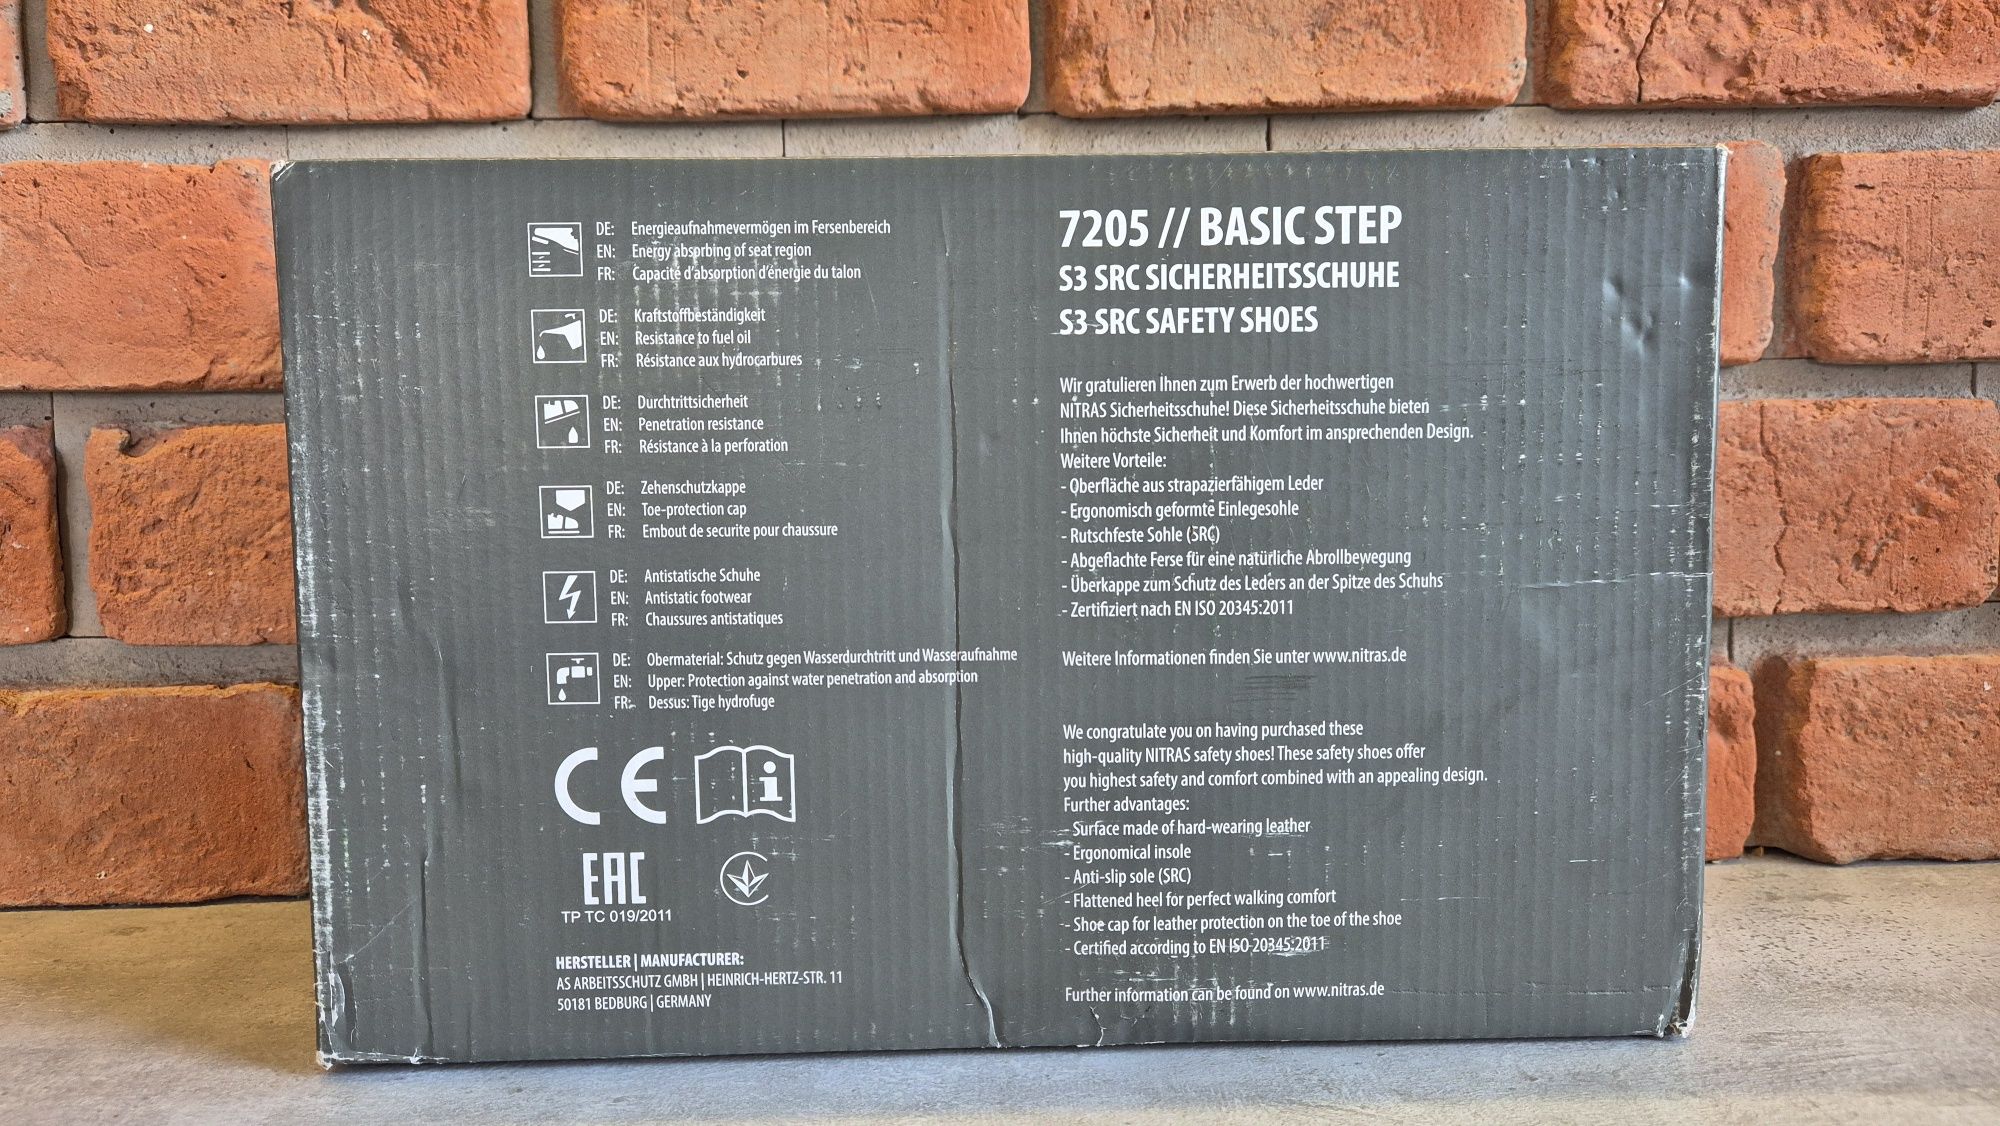 DE: Energieaufnahmevermögen im Fersenbereich
EN: Energy absprbing of seat region
FR: Capacité d'absorption d'énergie du talon
DE: Kraftstoffbeständigkeit
EN: Resistance to fuel oil
FR: Résistance aux hydrocarbures
DE: Durchtrittsicherheit
EN: Penetration resistance
FR: Résistance à la perforation
DE: Zehenschutzkappe
EN: Toe-protection cap
FR: Embout de securite pour chaussure
DE: Antistatische Schuhe
EN: Antistatic footwear
FR: Chaussures antistatiques
DE: Obermaterial: Schutz gegen Wasserdurchtritt und Wasseraufnahme
EN: Upper: Protection against water penetration and absorption
FR: Dessus: Tige hydrofuge
CE
EAC
TP TC 019/2011
HERSTELLER | MANUFACTURER:
AS ARBEITSSCHUTZ GMBH | HEINRICH-HERTZ-STR. 11
50181 BEDBURG | GERMANY
7205 // BASIC STEP
S3 SRC SICHERHEITSSCHUHE
S3 SRC SAFETY SHOES
Wir gratulieren Ihnen zum Erwerb der hochwertigen
NITRAS Sicherheitsschuhe! Diese Sicherheitsschuhe bieten
Ihnen höchste Sicherheit und Komfort im ansprechenden Design.
Weitere Vorteile:
- Oberfläche aus strapazierfähigem Leder
- Ergonomisch geformte Einlegesohle
- Rutschfeste Sohle (SRC)
- Abgeflachte Ferse für eine natürliche Abrollbewegung
- Überkappe zum Schutz des Leders an der Spitze des Schuhs
- Zertifiziert nach EN ISO 20345:2011
Weitere Informationen finden Sie unter www.nitras.de
We congratulate you on having purchased these
high-quality NITRAS safety shoes! These safety shoes offer
you highest safety and comfort combined with an appealing design.
Further advantages:
- Surface made of hard-wearing leather
- Ergonomical insole
- Anti-slip sole (SRC)
- Flattened heel for perfect walking comfort
- Shoe cap for leather protection on the toe of the shoe
- Certified according to EN ISO 20345:2011
Further information can be found on www.nitras.de